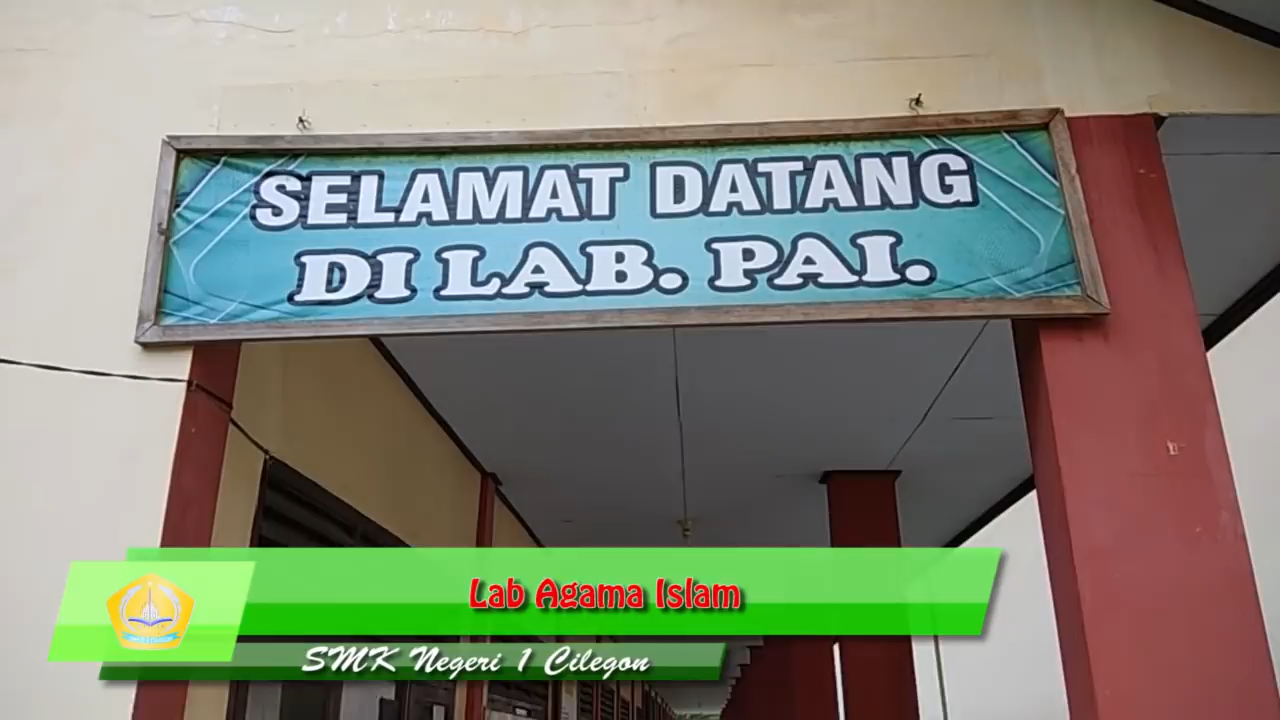 SELAMAT DATANG
DI LAB. PAI.
Lab Agama Islam
SMK Negeri 1 Cilegon